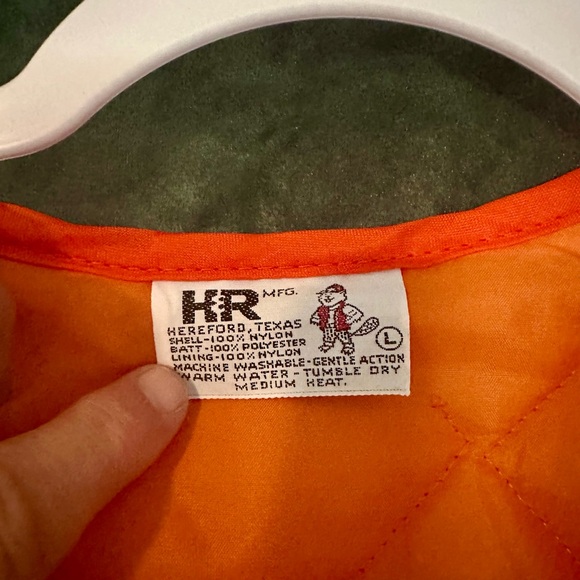 H&R MFG.
HEREFORD, TEXAS
SHELL-100% NYLON
BATT-100% POLYESTER
LINING-100% NYLON
L
MACHINE WASHABLE-GENTLE ACTION
WARM WATER - TUMBLE DRY
MEDIUM HEAT.